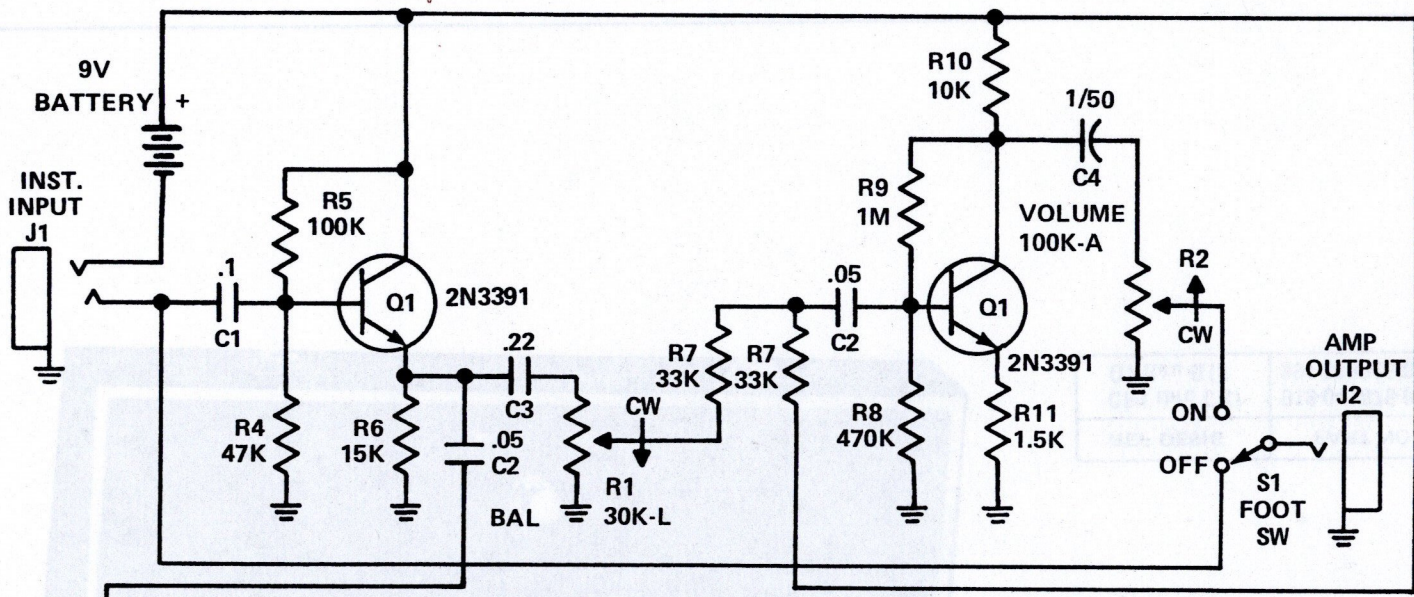 9V
BATTERY +
INST.
INPUT
J1
R5
100K
.1
C1
Q1
2N3391
R4
47K
R6
15K
.22
C3
.05
C2
BAL
CW
R1
30K-L
R7
33K
R7
33K
.05
C2
R10
10K
R9
1M
1/50
C4
VOLUME
100K-A
R2
CW
Q1
2N3391
R8
470K
R11
1.5K
ON
OFF
S1
FOOT
SW
AMP
OUTPUT
J2